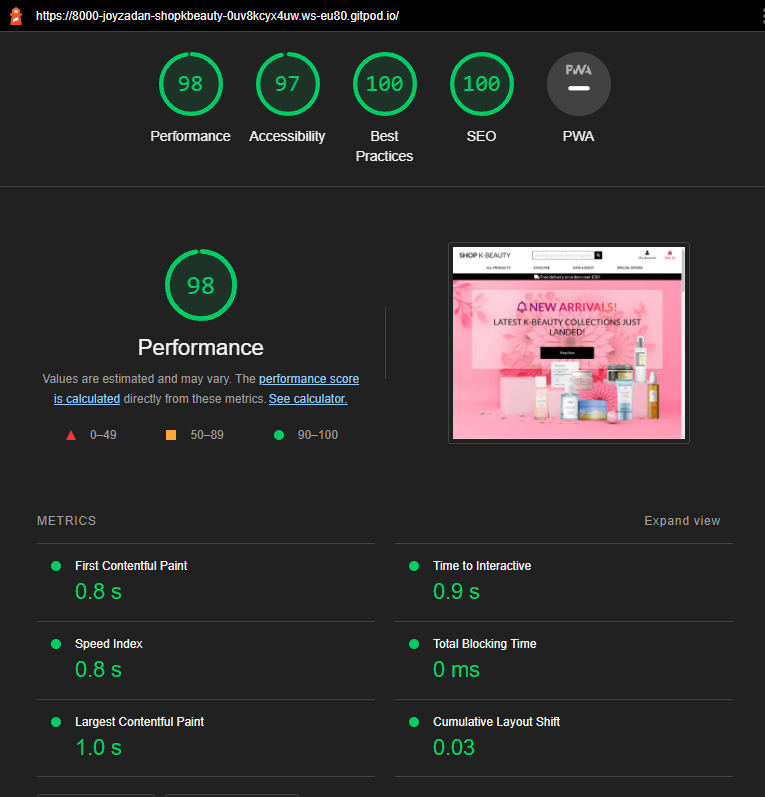 https://8000-joyzadan-shopkbeauty-0uv8kcyx4uw.ws-eu80.gitpod.io/
98
97
100
100
PWA
Performance
Accessibility
Best
Practices
SEO
PWA
98
Performance
Values are estimated and may vary. The performance score
is calculated directly from these metrics. See calculator.
0–49
50–89
90–100
SHOP K-BEAUTY
My Account
ALL PRODUCTS
SKINCARE
HAIR & BODY
SPECIAL OFFERS
Free delivery on orders over
NEW ARRIVALS!
LATEST K-BEAUTY COLLECTIONS JUST
LANDED!
Shop Now
METRICS
Expand view
First Contentful Paint
0.8 s
Time to Interactive
0.9 s
Speed Index
0.8 s
Total Blocking Time
0 ms
Largest Contentful Paint
1.0 s
Cumulative Layout Shift
0.03